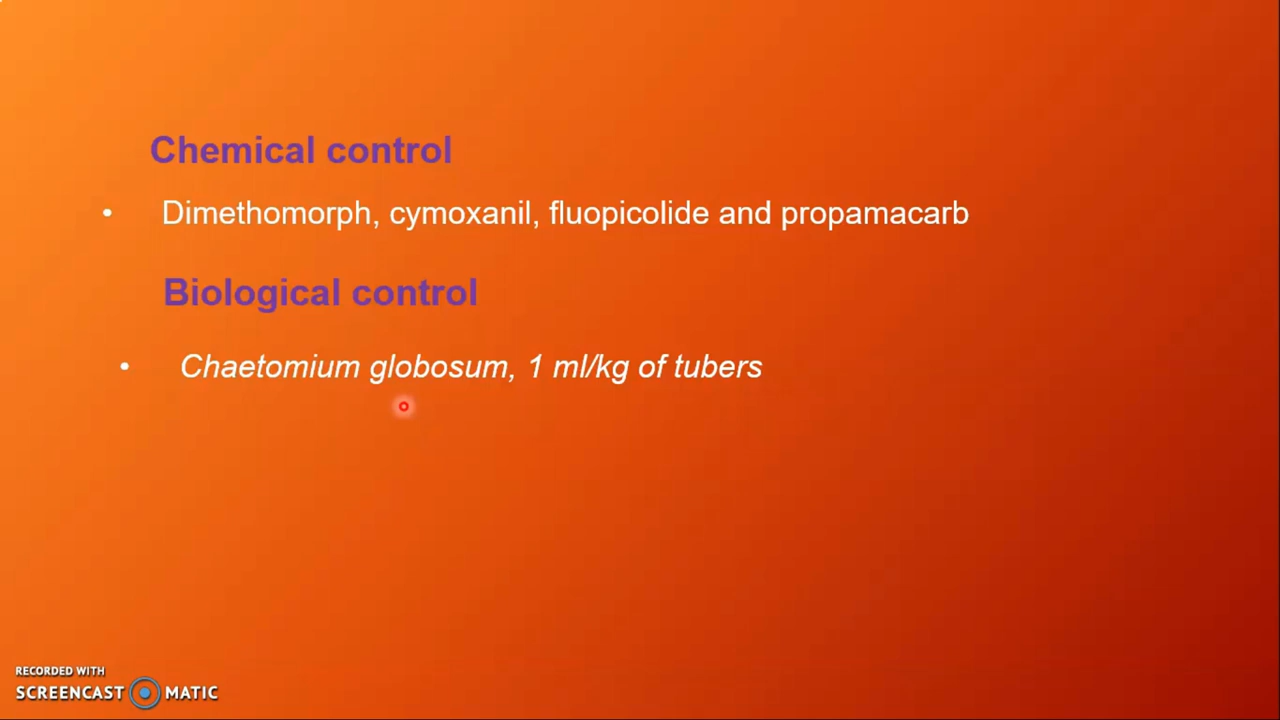 Chemical control
• Dimethomorph, cymoxanil, fluopicolide and propamacarb
Biological control
• Chaetomium globosum, 1 ml/kg of tubers
RECORDED WITH
SCREENCAST MATIC